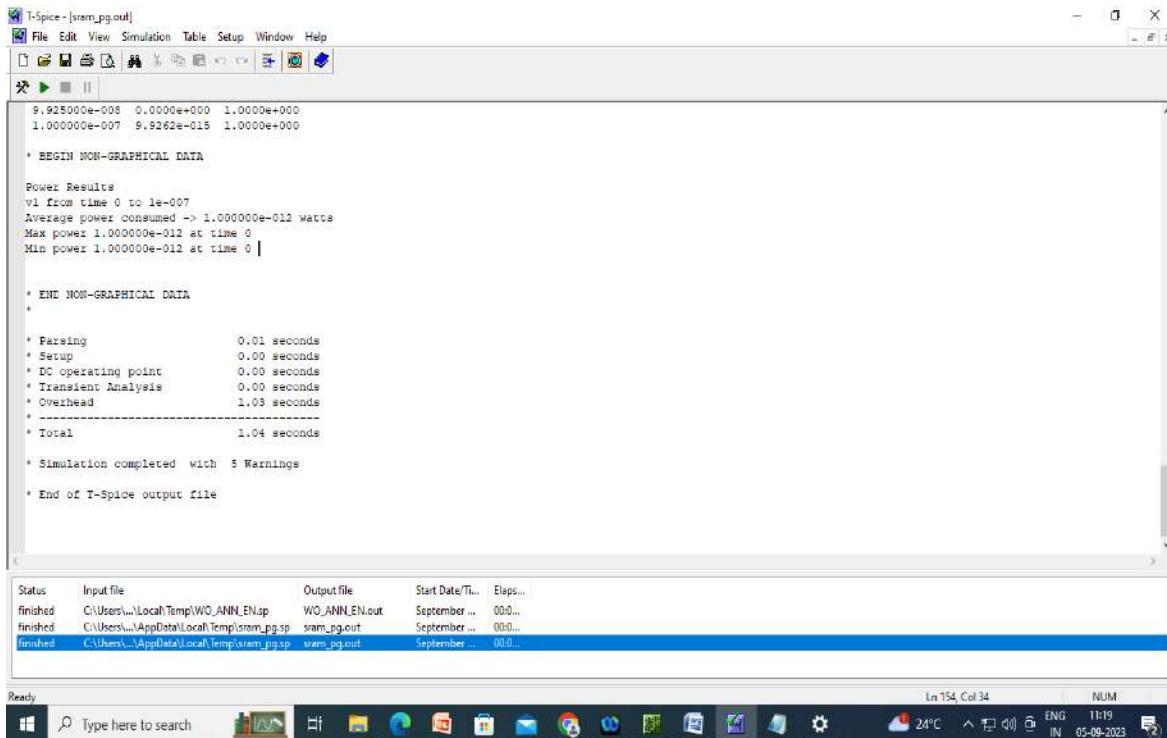 T-Spice - [sram_pg.out]
File Edit View Simulation Table Setup Window Help
9.925000e-008 0.0000e+000 1.0000e+000
1.000000e-007 9.9262e-015 1.0000e+000
* BEGIN NON-GRAPHICAL DATA
Power Results
v1 from time 0 to 1e-007
Average power consumed -> 1.000000e-012 watts
Max power 1.000000e-012 at time 0
Min power 1.000000e-012 at time 0
* END NON-GRAPHICAL DATA
*
* Parsing 0.01 seconds
* Setup 0.00 seconds
* DC operating point 0.00 seconds
* Transient Analysis 0.00 seconds
* Overhead 1.03 seconds
* -----------------------------------------
* Total 1.04 seconds
* Simulation completed with 5 Warnings
* End of T-Spice output file
Status Input file Output file Start Date/Ti... Elaps...
finished C:\Users\...\Local\Temp\WO_ANN_EN.sp WO_ANN_EN.out September ... 00:0...
finished C:\Users\...\AppData\Local\Temp\sram_pg.sp sram_pg.out September ... 00:0...
finished C:\Users\...\AppData\Local\Temp\sram_pg.sp sram_pg.out September ... 00:0...
Ready Ln 154, Col 34 NUM
Type here to search 24°C ENG 11:19
IN 05-09-2023